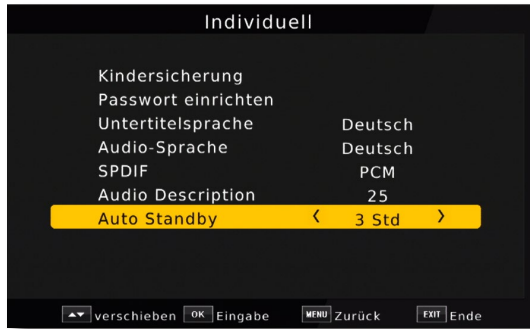 Individuell
Kindersicherung
Passwort einrichten
Untertitelsprache Deutsch
Audio-Sprache Deutsch
SPDIF PCM
Audio Description 25
Auto Standby 3 Std
verschieben OK Eingabe MENU Zurück EXIT Ende